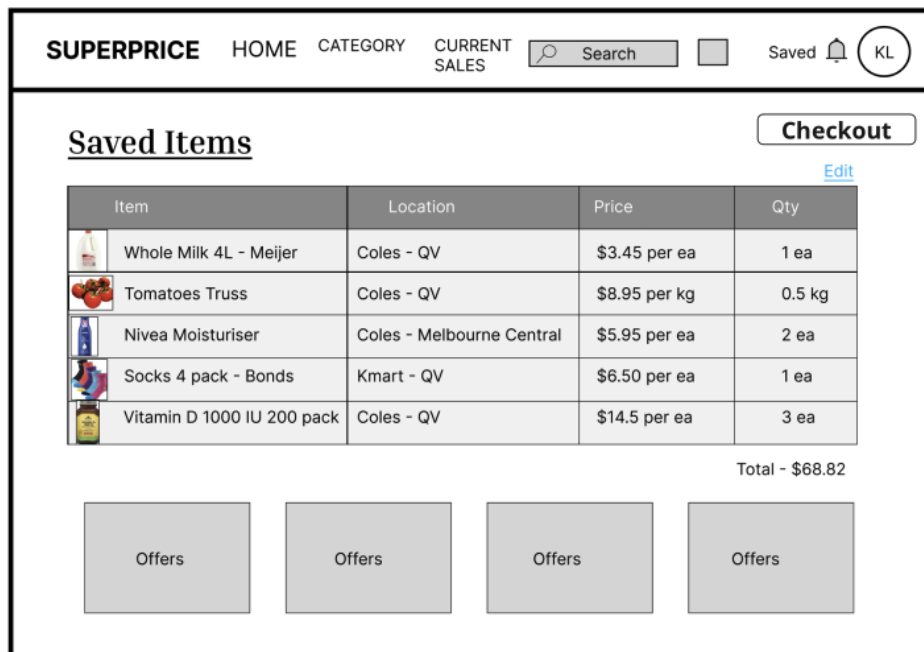 SUPERPRICE HOME CATEGORY CURRENT SALES Search Saved KL
Saved Items
Checkout
Edit
Item Location Price Qty
Whole Milk 4L - Meijer Coles - QV $3.45 per ea 1 ea
Tomatoes Truss Coles - QV $8.95 per kg 0.5 kg
Nivea Moisturiser Coles - Melbourne Central $5.95 per ea 2 ea
Socks 4 pack - Bonds Kmart - QV $6.50 per ea 1 ea
Vitamin D 1000 IU 200 pack Coles - QV $14.5 per ea 3 ea
Total - $68.82
Offers Offers Offers Offers